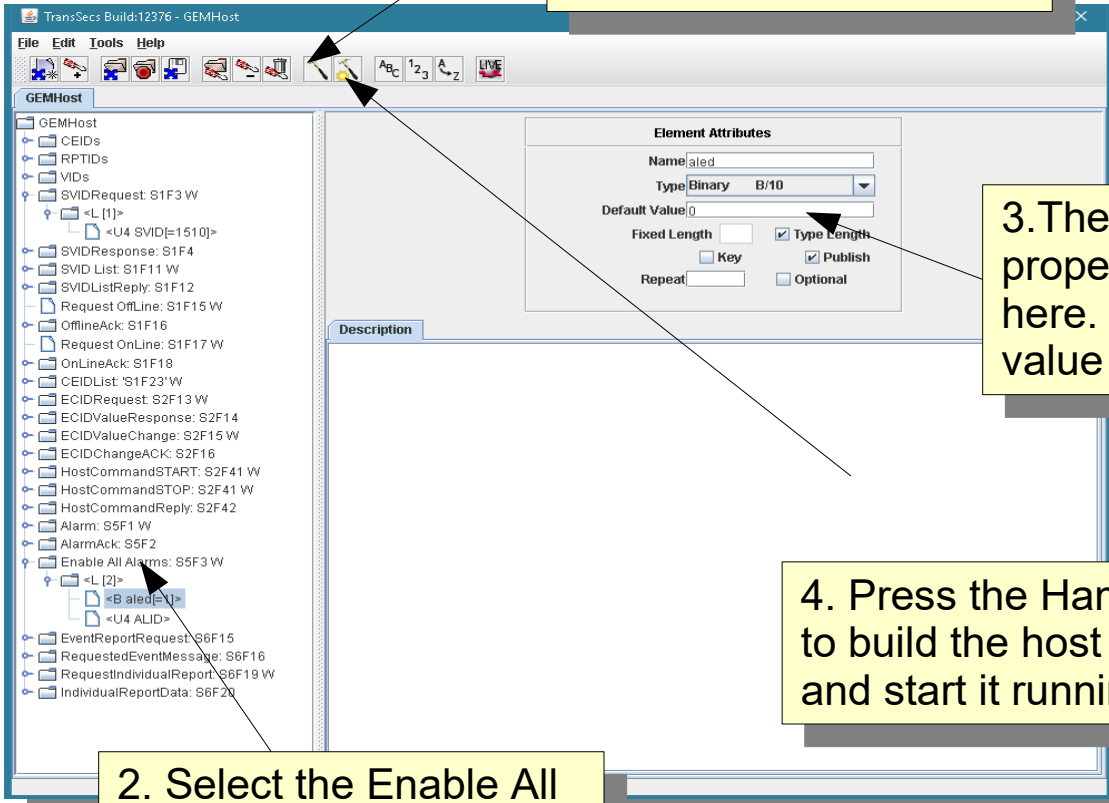 TransSecs Build:12376 - GEMHost
File Edit Tools Help
ABC 123 A..Z LIVE
GEMHost
GEMHost
CEIDs
RPTIDs
VIDs
SVIDRequest: S1F3 W
<L [1]>
<U4 SVID[=1510]>
SVIDResponse: S1F4
SVID List: S1F11 W
SVIDListReply: S1F12
Request OffLine: S1F15 W
OfflineAck: S1F16
Request OnLine: S1F17 W
OnLineAck: S1F18
CEIDList: 'S1F23' W
ECIDRequest: S2F13 W
ECIDValueResponse: S2F14
ECIDValueChange: S2F15 W
ECIDChangeACK: S2F16
HostCommandSTART: S2F41 W
HostCommandSTOP: S2F41 W
HostCommandReply: S2F42
Alarm: S5F1 W
AlarmAck: S5F2
Enable All Alarms: S5F3 W
<L [2]>
<B aled[=1]>
<U4 ALID>
EventReportRequest: S6F15
RequestedEventMessage: S6F16
RequestIndividualReport: S6F19 W
IndividualReportData: S6F20
Element Attributes
Name aled
Type Binary B/10
Default Value 0
Fixed Length Type Length
Key Publish
Repeat Optional
Description
3.The
prope
here.
value
4. Press the Han
to build the host
and start it runni
2. Select the Enable All